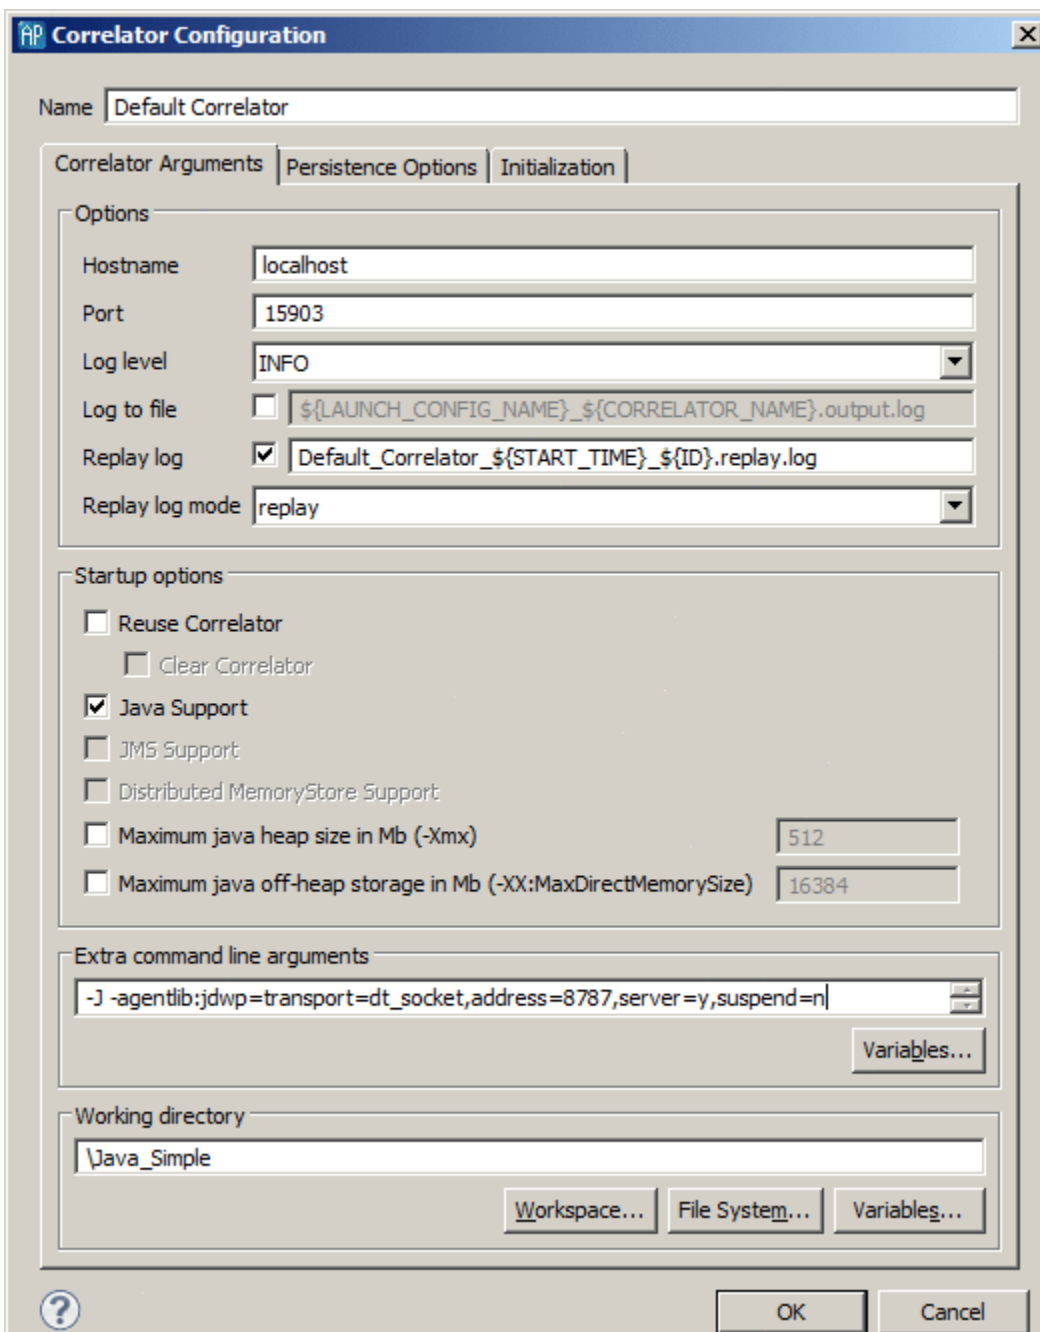 AP Correlator Configuration
Name Default Correlator
Correlator Arguments Persistence Options Initialization
Options
Hostname localhost
Port 15903
Log level INFO
Log to file ${LAUNCH_CONFIG_NAME}_${CORRELATOR_NAME}.output.log
Replay log Default_Correlator_${START_TIME}_${ID}.replay.log
Replay log mode replay
Startup options
Reuse Correlator
Clear Correlator
Java Support
JMS Support
Distributed MemoryStore Support
Maximum java heap size in Mb (-Xmx) 512
Maximum java off-heap storage in Mb (-XX:MaxDirectMemorySize) 16384
Extra command line arguments
-J -agentlib:jdwp=transport=dt_socket,address=8787,server=y,suspend=n
Variables...
Working directory
\Java_Simple
Workspace... File System... Variables...
? OK Cancel